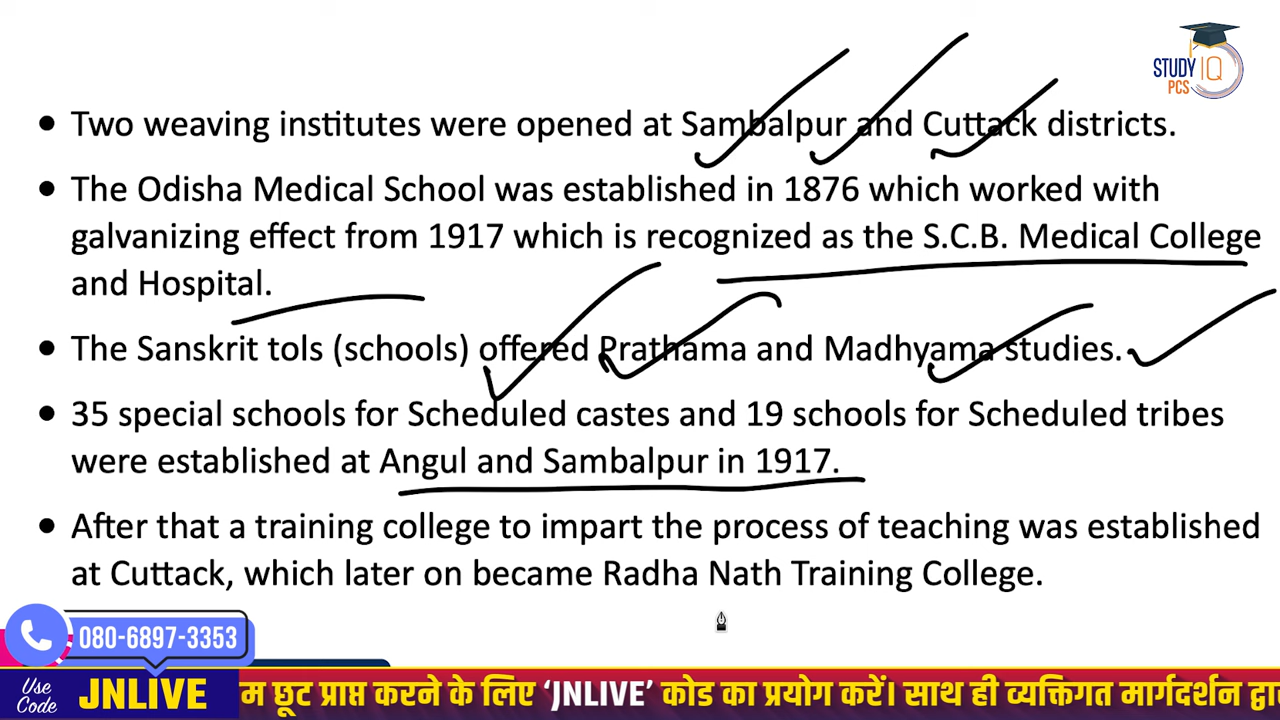 STUDY IQ
PCS
• Two weaving institutes were opened at Sambalpur and Cuttack districts.
• The Odisha Medical School was established in 1876 which worked with
galvanizing effect from 1917 which is recognized as the S.C.B. Medical College
and Hospital.
• The Sanskrit tols (schools) offered Prathama and Madhyama studies.
• 35 special schools for Scheduled castes and 19 schools for Scheduled tribes
were established at Angul and Sambalpur in 1917.
• After that a training college to impart the process of teaching was established
at Cuttack, which later on became Radha Nath Training College.
080-6897-3353
Use Code JNLIVE म छूट प्राप्त करने के लिए ‘JNLIVE’ कोड का प्रयोग करें। साथ ही व्यक्तिगत मार्गदर्शन द्वा